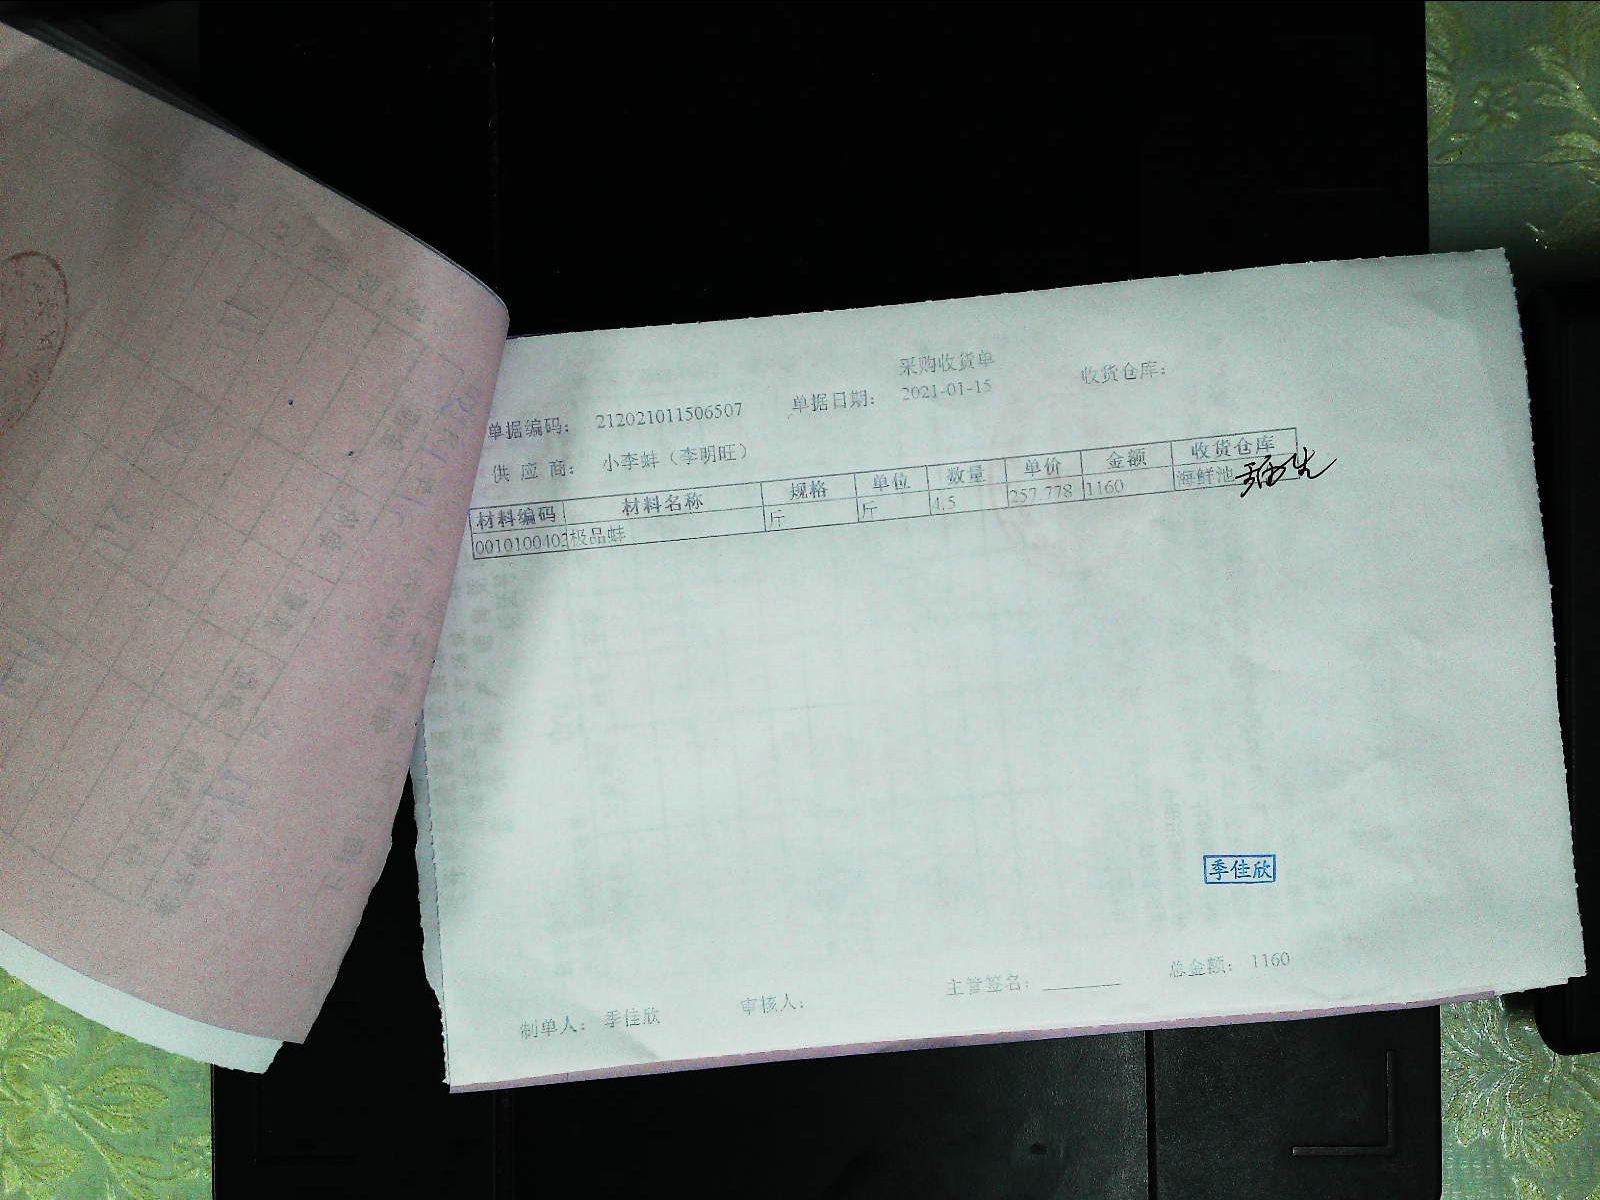 采购收货单
单据编码： 212021011506507 单据日期： 2021-01-15 收货仓库：
供 应 商： 小李蚌（李明旺）
材料编码 材料名称 规格 单位 数量 单价 金额 收货仓库
0010100402 极品蚌 斤 斤 4.5 257.778 1160 海鲜池
季佳欣
制单人： 季佳欣 审核人： 主管签名： 总金额： 1160